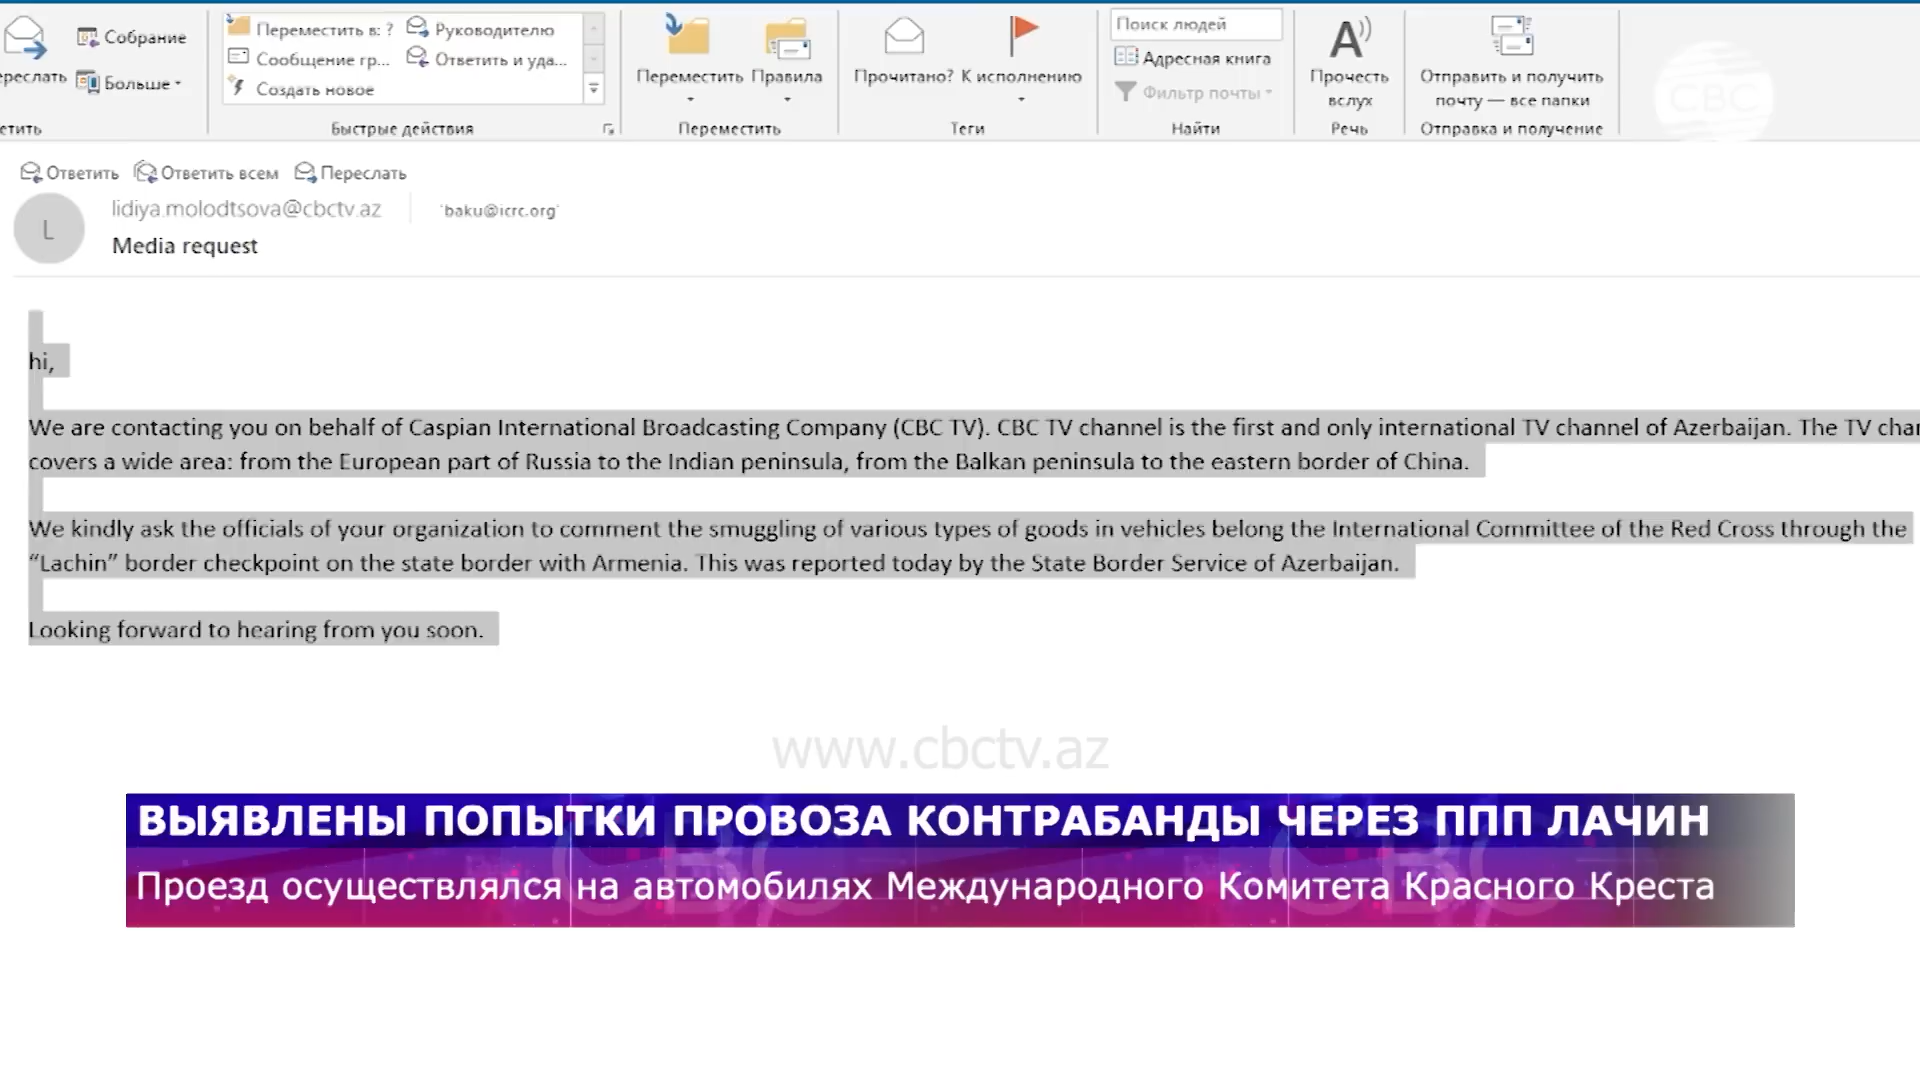 Собрание
Переместить в: ?
Руководителю
Поиск людей
Сообщение гр...
Ответить и уда...
Адресная книга
ереслать
Больше
Создать новое
Переместить
Правила
Прочитано?
К исполнению
Фильтр почты
Прочесть вслух
Отправить и получить
почту — все папки
етить
Быстрые действия
Переместить
Теги
Найти
Речь
Отправка и получение
CBC
Ответить
Ответить всем
Переслать
L
lidiya.molodtsova@cbctv.az
'baku@icrc.org'
Media request
hi,
We are contacting you on behalf of Caspian International Broadcasting Company (CBC TV). CBC TV channel is the first and only international TV channel of Azerbaijan. The TV char
covers a wide area: from the European part of Russia to the Indian peninsula, from the Balkan peninsula to the eastern border of China.
We kindly ask the officials of your organization to comment the smuggling of various types of goods in vehicles belong the International Committee of the Red Cross through the
“Lachin” border checkpoint on the state border with Armenia. This was reported today by the State Border Service of Azerbaijan.
Looking forward to hearing from you soon.
www.cbctv.az
ВЫЯВЛЕНЫ ПОПЫТКИ ПРОВОЗА КОНТРАБАНДЫ ЧЕРЕЗ ППП ЛАЧИН
Проезд осуществлялся на автомобилях Международного Комитета Красного Креста